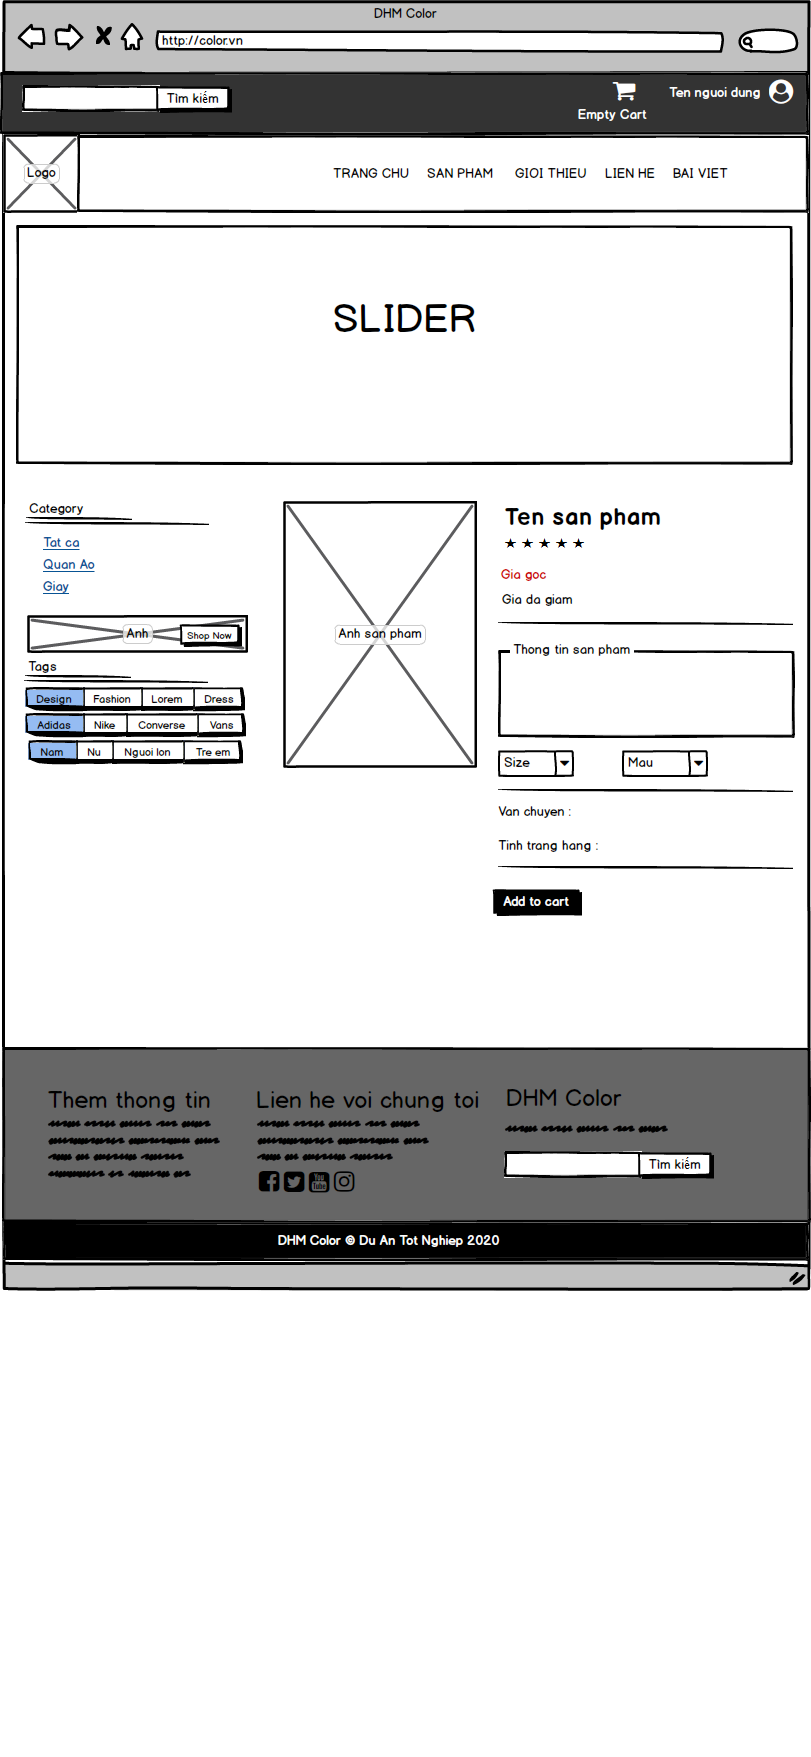 DHM Color
http://color.vn
Tìm kiếm
Empty Cart
Ten nguoi dung
Logo
TRANG CHU SAN PHAM GIOI THIEU LIEN HE BAI VIET
SLIDER
Category
Tat ca
Quan Ao
Giay
Anh
Shop Now
Tags
Design Fashion Lorem Dress
Adidas Nike Converse Vans
Nam Nu Nguoi lon Tre em
Anh san pham
Ten san pham
★ ★ ★ ★ ★
Gia goc
Gia da giam
Thong tin san pham
Size
Mau
Van chuyen :
Tinh trang hang :
Add to cart
Them thong tin
Lien he voi chung toi
You
Tube
DHM Color
Tìm kiếm
DHM Color © Du An Tot Nghiep 2020